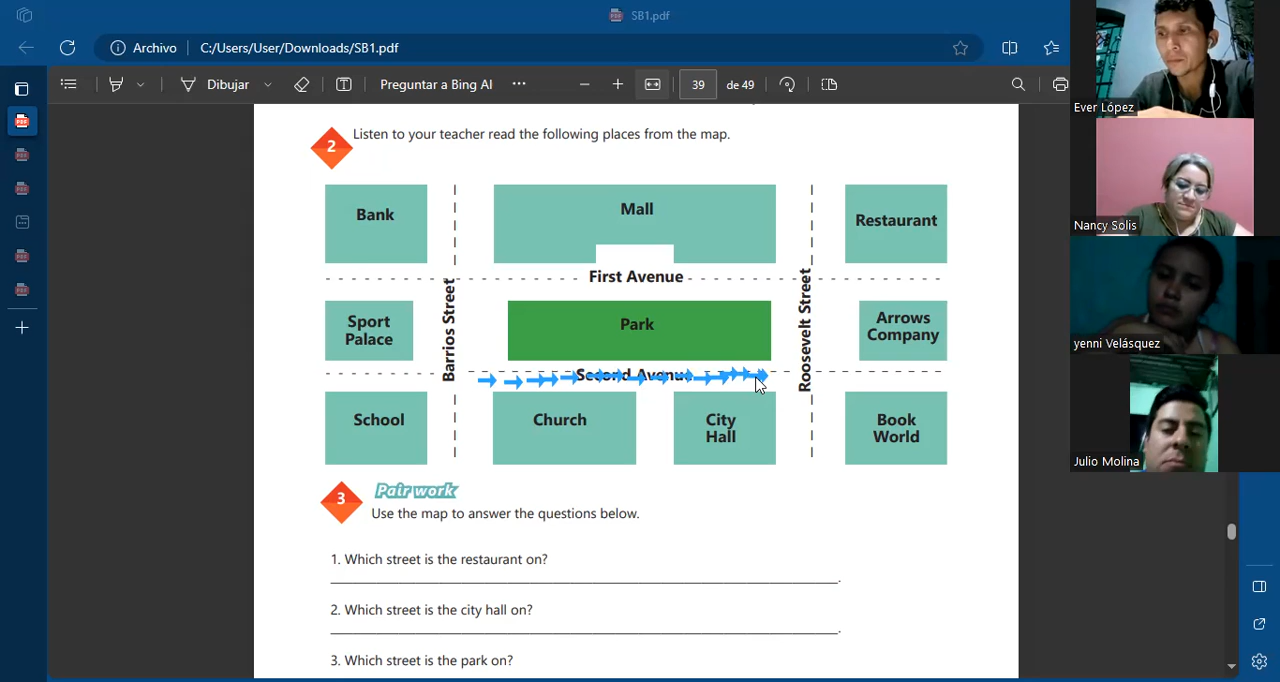 SB1.pdf
Archivo
C:/Users/User/Downloads/SB1.pdf
Dibujar
Preguntar a Bing AI
39
de 49
2
Listen to your teacher read the following places from the map.
Bank
Mall
Restaurant
First Avenue
Sport
Palace
Barrios Street
Park
Roosevelt Street
Arrows
Company
Second Avenue
School
Church
City
Hall
Book
World
3
Pair work
Use the map to answer the questions below.
1. Which street is the restaurant on?
2. Which street is the city hall on?
3. Which street is the park on?
Ever López
Nancy Solis
yenni Velásquez
Julio Molina